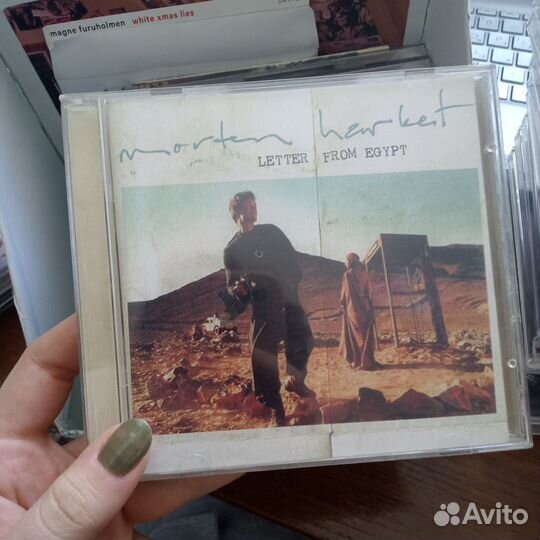 magne furuholmen white xmas lies
morten harket
LETTER FROM EGYPT
Avito